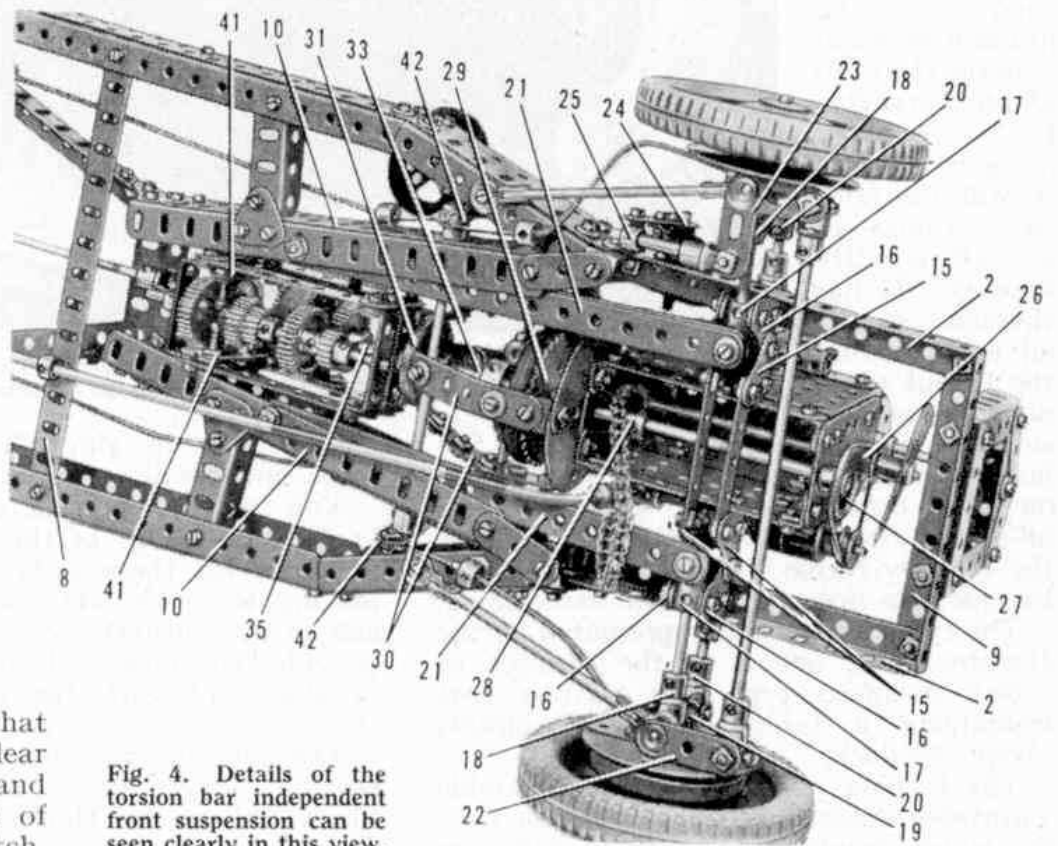 41 10 31 33 42 29 21 25 24 23 18 20 17
16
15
2
26
8 41 10 35 42 30 21 28 16 18 22 19 20 17 16 15 2 9 27
that
lear
and
of
Fig. 4. Details of the
torsion bar independent
front suspension can be
seen clearly in this view.